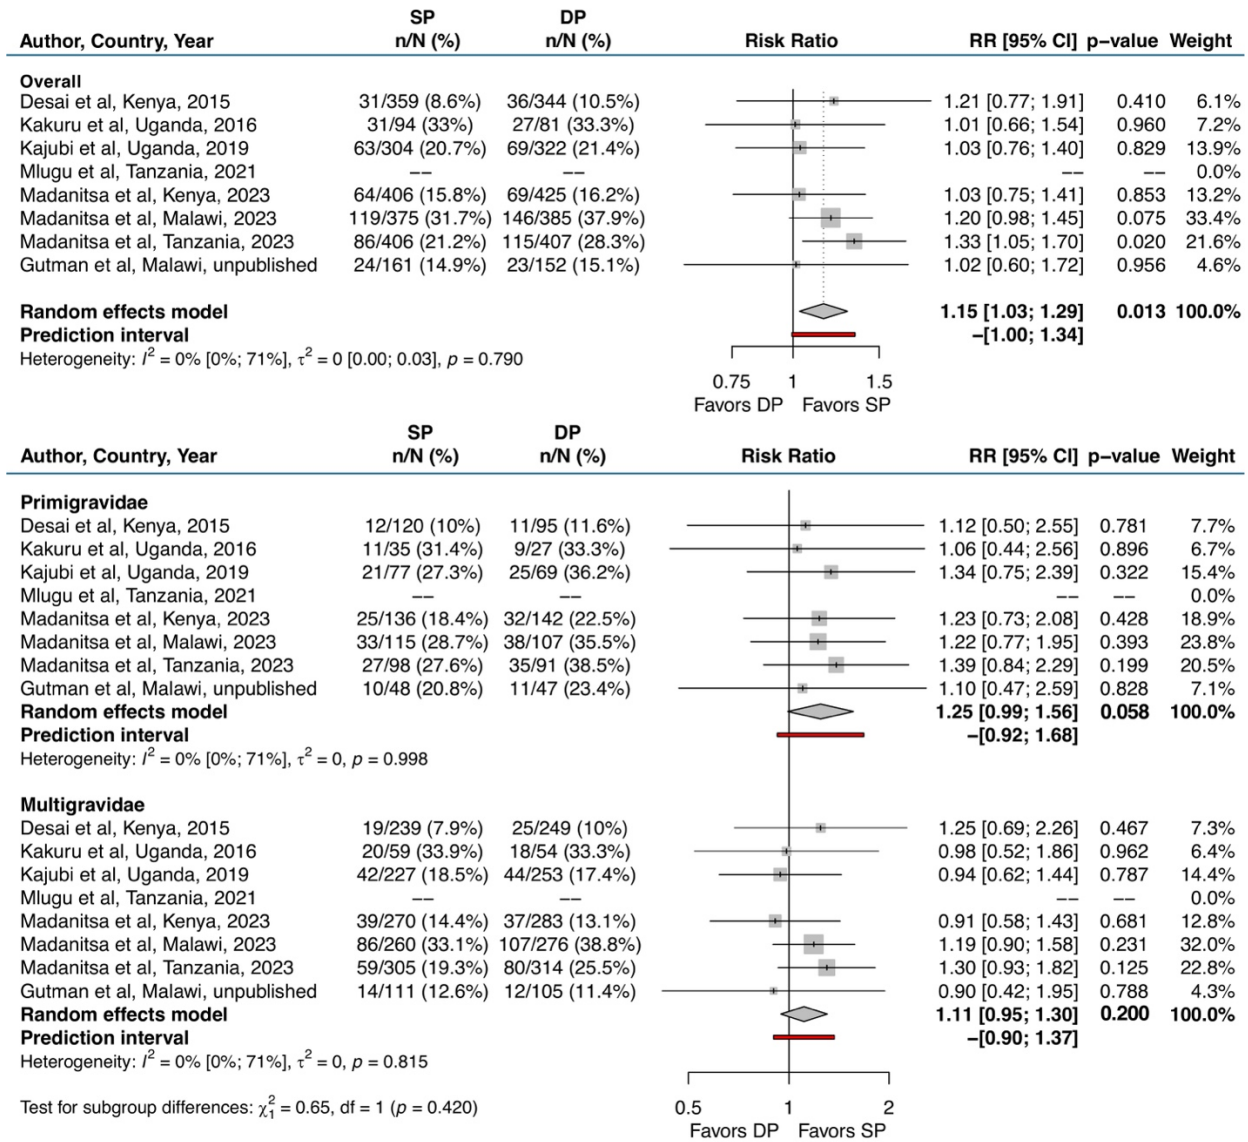 SP DP
Author, Country, Year n/N (%) n/N (%) Risk Ratio RR [95% CI] p−value Weight
Overall
Desai et al, Kenya, 2015 31/359 (8.6%) 36/344 (10.5%) 1.21 [0.77; 1.91] 0.410 6.1%
Kakuru et al, Uganda, 2016 31/94 (33%) 27/81 (33.3%) 1.01 [0.66; 1.54] 0.960 7.2%
Kajubi et al, Uganda, 2019 63/304 (20.7%) 69/322 (21.4%) 1.03 [0.76; 1.40] 0.829 13.9%
Mlugu et al, Tanzania, 2021 −− −− −− −− 0.0%
Madanitsa et al, Kenya, 2023 64/406 (15.8%) 69/425 (16.2%) 1.03 [0.75; 1.41] 0.853 13.2%
Madanitsa et al, Malawi, 2023 119/375 (31.7%) 146/385 (37.9%) 1.20 [0.98; 1.45] 0.075 33.4%
Madanitsa et al, Tanzania, 2023 86/406 (21.2%) 115/407 (28.3%) 1.33 [1.05; 1.70] 0.020 21.6%
Gutman et al, Malawi, unpublished 24/161 (14.9%) 23/152 (15.1%) 1.02 [0.60; 1.72] 0.956 4.6%
Random effects model 1.15 [1.03; 1.29] 0.013 100.0%
Prediction interval −[1.00; 1.34]
Heterogeneity: I² = 0% [0%; 71%], τ² = 0 [0.00; 0.03], p = 0.790
0.75 1 1.5
Favors DP Favors SP
SP DP
Author, Country, Year n/N (%) n/N (%) Risk Ratio RR [95% CI] p−value Weight
Primigravidae
Desai et al, Kenya, 2015 12/120 (10%) 11/95 (11.6%) 1.12 [0.50; 2.55] 0.781 7.7%
Kakuru et al, Uganda, 2016 11/35 (31.4%) 9/27 (33.3%) 1.06 [0.44; 2.56] 0.896 6.7%
Kajubi et al, Uganda, 2019 21/77 (27.3%) 25/69 (36.2%) 1.34 [0.75; 2.39] 0.322 15.4%
Mlugu et al, Tanzania, 2021 −− −− −− −− 0.0%
Madanitsa et al, Kenya, 2023 25/136 (18.4%) 32/142 (22.5%) 1.23 [0.73; 2.08] 0.428 18.9%
Madanitsa et al, Malawi, 2023 33/115 (28.7%) 38/107 (35.5%) 1.22 [0.77; 1.95] 0.393 23.8%
Madanitsa et al, Tanzania, 2023 27/98 (27.6%) 35/91 (38.5%) 1.39 [0.84; 2.29] 0.199 20.5%
Gutman et al, Malawi, unpublished 10/48 (20.8%) 11/47 (23.4%) 1.10 [0.47; 2.59] 0.828 7.1%
Random effects model 1.25 [0.99; 1.56] 0.058 100.0%
Prediction interval −[0.92; 1.68]
Heterogeneity: I² = 0% [0%; 71%], τ² = 0, p = 0.998
Multigravidae
Desai et al, Kenya, 2015 19/239 (7.9%) 25/249 (10%) 1.25 [0.69; 2.26] 0.467 7.3%
Kakuru et al, Uganda, 2016 20/59 (33.9%) 18/54 (33.3%) 0.98 [0.52; 1.86] 0.962 6.4%
Kajubi et al, Uganda, 2019 42/227 (18.5%) 44/253 (17.4%) 0.94 [0.62; 1.44] 0.787 14.4%
Mlugu et al, Tanzania, 2021 −− −− −− −− 0.0%
Madanitsa et al, Kenya, 2023 39/270 (14.4%) 37/283 (13.1%) 0.91 [0.58; 1.43] 0.681 12.8%
Madanitsa et al, Malawi, 2023 86/260 (33.1%) 107/276 (38.8%) 1.19 [0.90; 1.58] 0.231 32.0%
Madanitsa et al, Tanzania, 2023 59/305 (19.3%) 80/314 (25.5%) 1.30 [0.93; 1.82] 0.125 22.8%
Gutman et al, Malawi, unpublished 14/111 (12.6%) 12/105 (11.4%) 0.90 [0.42; 1.95] 0.788 4.3%
Random effects model 1.11 [0.95; 1.30] 0.200 100.0%
Prediction interval −[0.90; 1.37]
Heterogeneity: I² = 0% [0%; 71%], τ² = 0, p = 0.815
Test for subgroup differences: χ²₁ = 0.65, df = 1 (p = 0.420)
0.5 1 2
Favors DP Favors SP